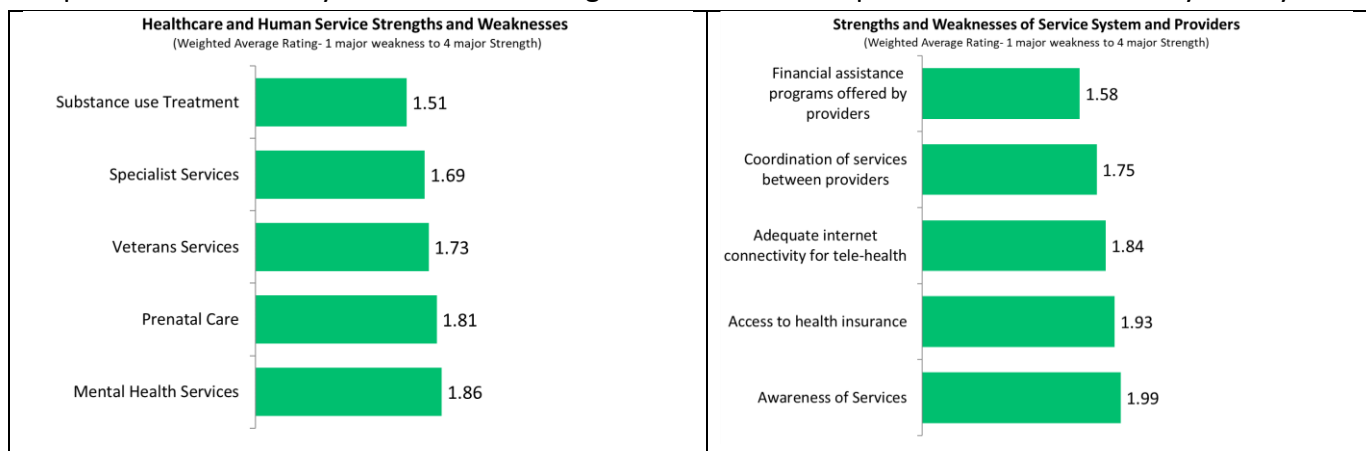 Healthcare and Human Service Strengths and Weaknesses
(Weighted Average Rating- 1 major weakness to 4 major Strength)
Substance use Treatment
1.51
Specialist Services
1.69
Veterans Services
1.73
Prenatal Care
1.81
Mental Health Services
1.86
Strengths and Weaknesses of Service System and Providers
(Weighted Average Rating- 1 major weakness to 4 major Strength)
Financial assistance
programs offered by
providers
1.58
Coordination of services
between providers
1.75
Adequate internet
connectivity for tele-health
1.84
Access to health insurance
1.93
Awareness of Services
1.99